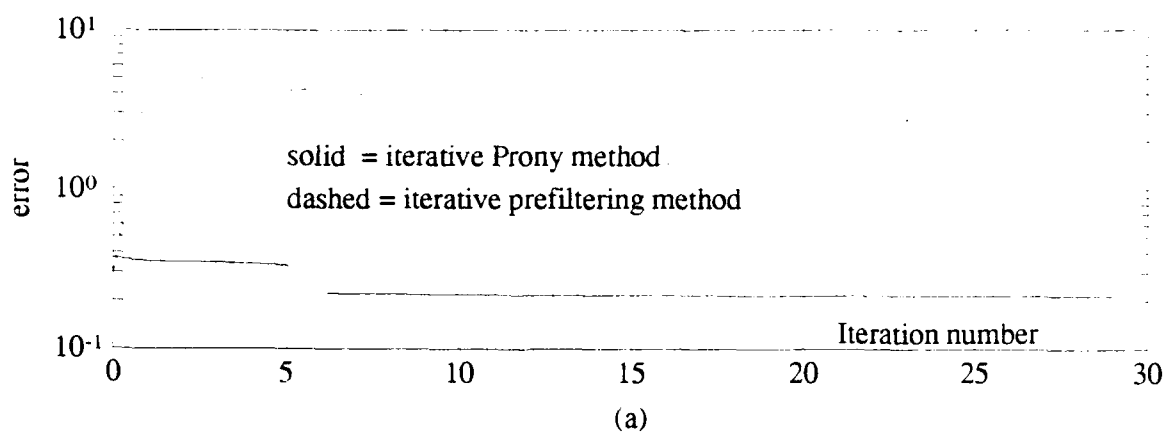 10¹
solid = iterative Prony method
error
10⁰
dashed = iterative prefiltering method
Iteration number
10⁻¹
0 5 10 15 20 25 30
(a)